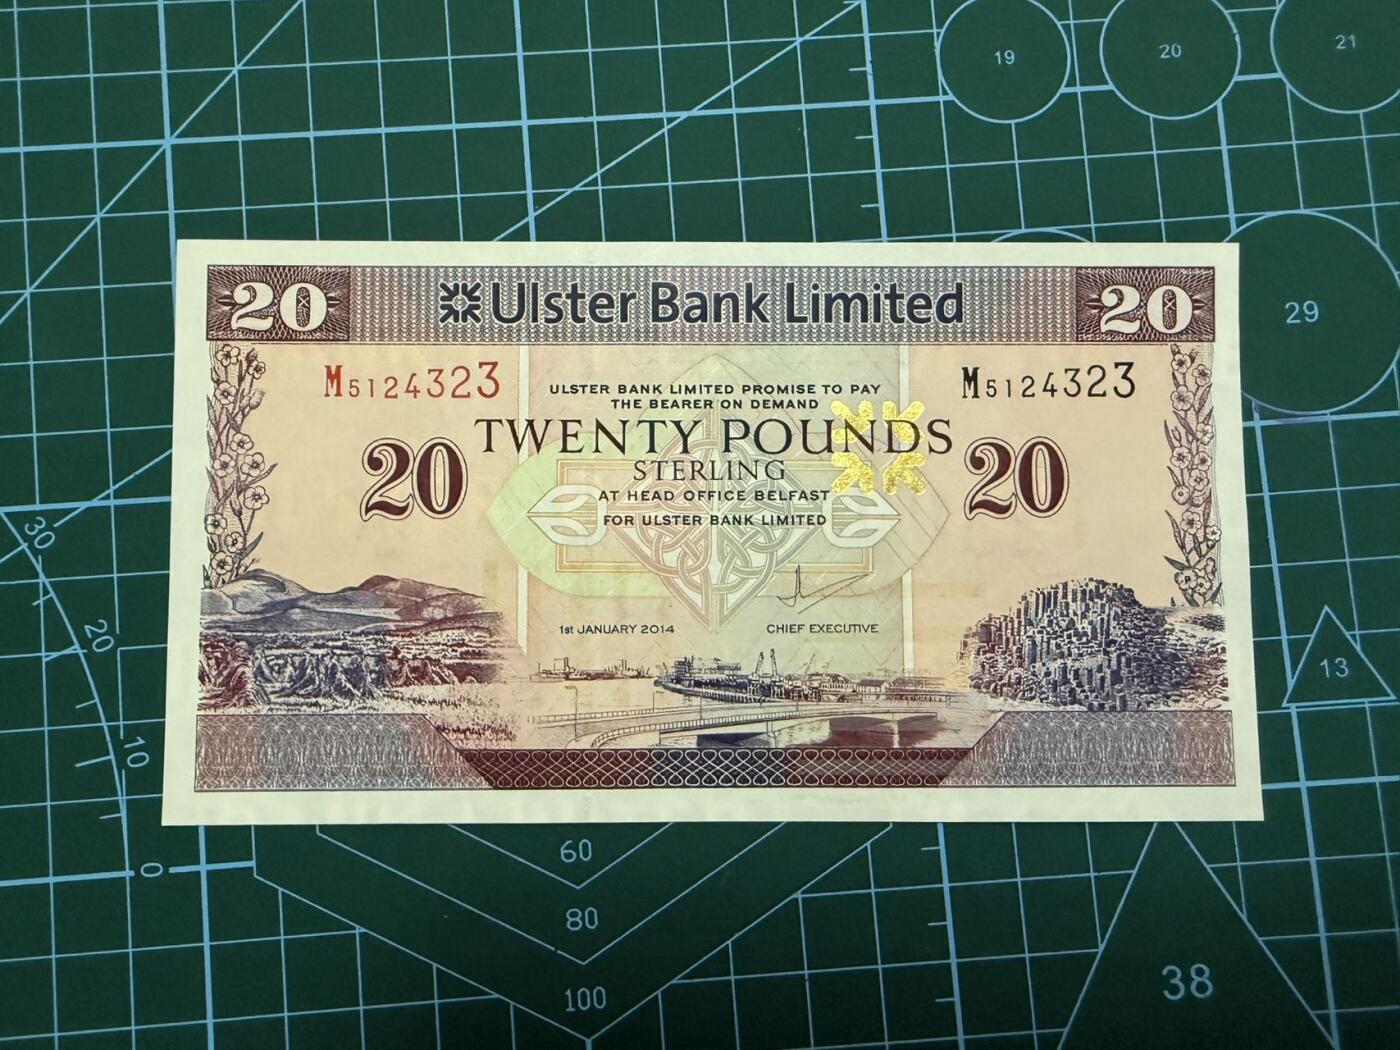 19
20
21
20 Ulster Bank Limited 20
29
M5124323
M5124323
ULSTER BANK LIMITED PROMISE TO PAY
THE BEARER ON DEMAND
TWENTY POUNDS
STERLING
20
20
AT HEAD OFFICE BELFAST
FOR ULSTER BANK LIMITED
1st JANUARY 2014
CHIEF EXECUTIVE
30
20
10
0
13
60
80
100
38